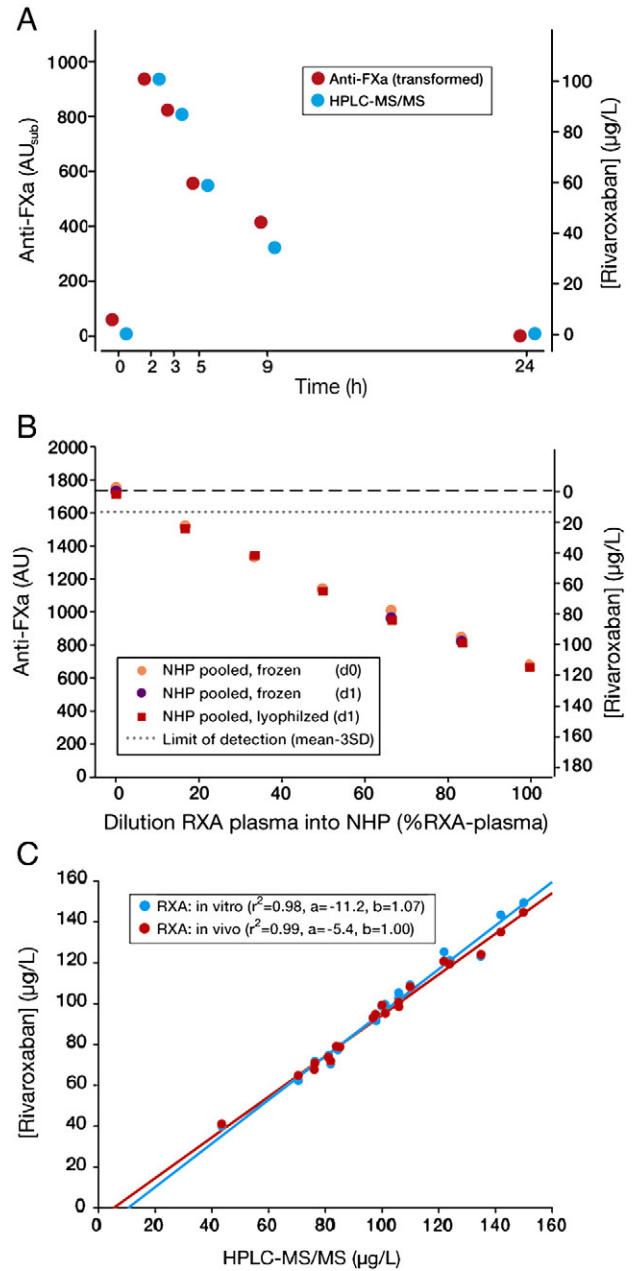 A
1000
800
600
400
200
0
Anti-FXa (AUsub)
Anti-FXa (transformed)
HPLC-MS/MS
100
80
60
40
20
0
[Rivaroxaban] (µg/L)
0 2 3 5 9 24
Time (h)
B
2000
1800
1600
1400
1200
1000
800
600
400
200
0
Anti-FXa (AU)
NHP pooled, frozen (d0)
NHP pooled, frozen (d1)
NHP pooled, lyophilzed (d1)
Limit of detection (mean-3SD)
0
20
40
60
80
100
120
140
160
180
[Rivaroxaban] (µg/L)
0 20 40 60 80 100
Dilution RXA plasma into NHP (%RXA-plasma)
C
160
140
120
100
80
60
40
20
0
[Rivaroxaban] (µg/L)
RXA: in vitro (r²=0.98, a=-11.2, b=1.07)
RXA: in vivo (r²=0.99, a=-5.4, b=1.00)
0 20 40 60 80 100 120 140 160
HPLC-MS/MS (µg/L)